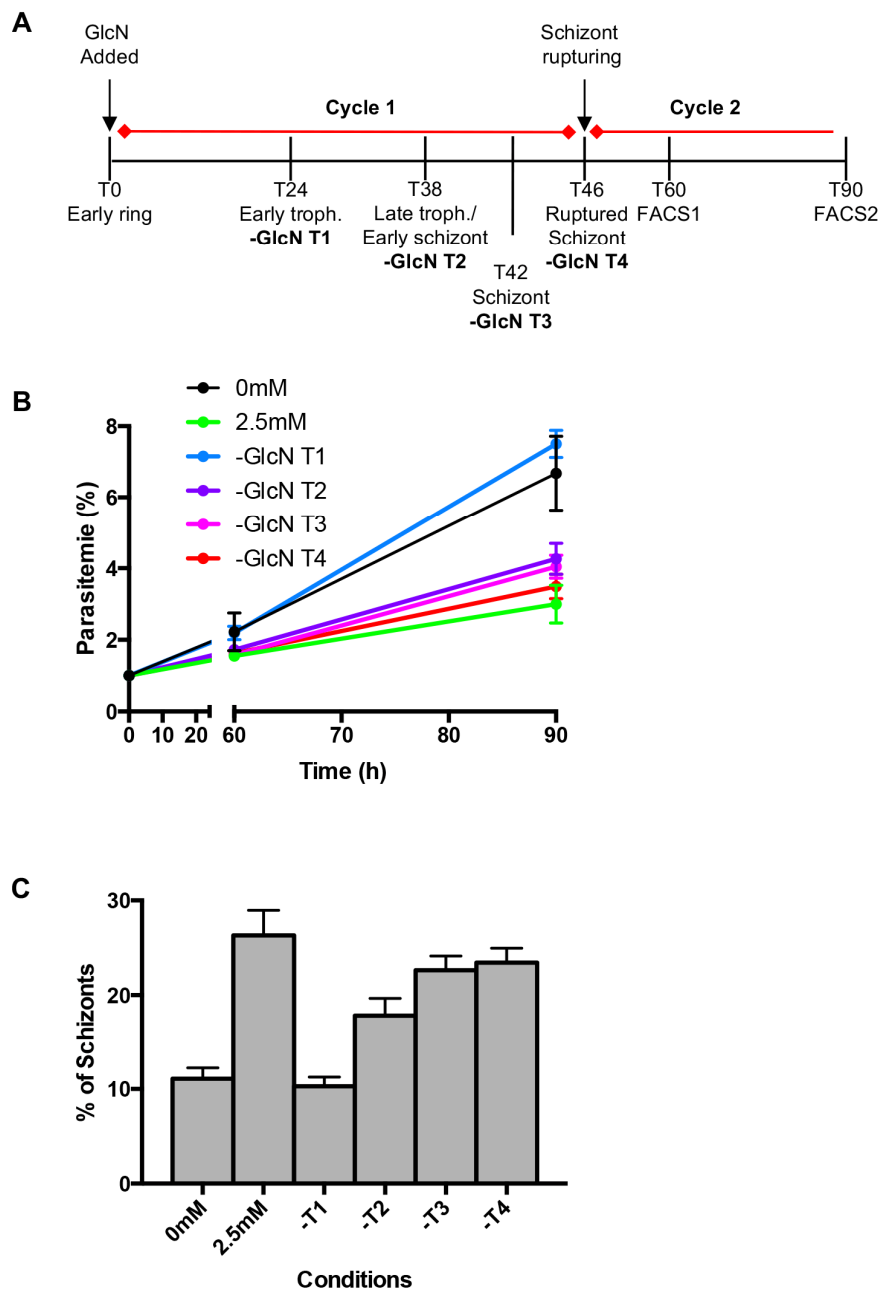 A
GlcN
Added
Schizont
rupturing
Cycle 1
Cycle 2
T0
T24
T38
T46
T60
T90
Early ring
Early troph.
Late troph./
Ruptured
FACS1
FACS2
-GlcN T1
Early schizont
Schizont
-GlcN T2
-GlcN T4
T42
Schizont
-GlcN T3
B
0mM
2.5mM
-GlcN T1
-GlcN T2
-GlcN T3
-GlcN T4
Parasitemie (%)
8
6
4
2
0
0 10 20 60 70 80 90
Time (h)
C
% of Schizonts
30
20
10
0
0mM 2.5mM -T1 -T2 -T3 -T4
Conditions